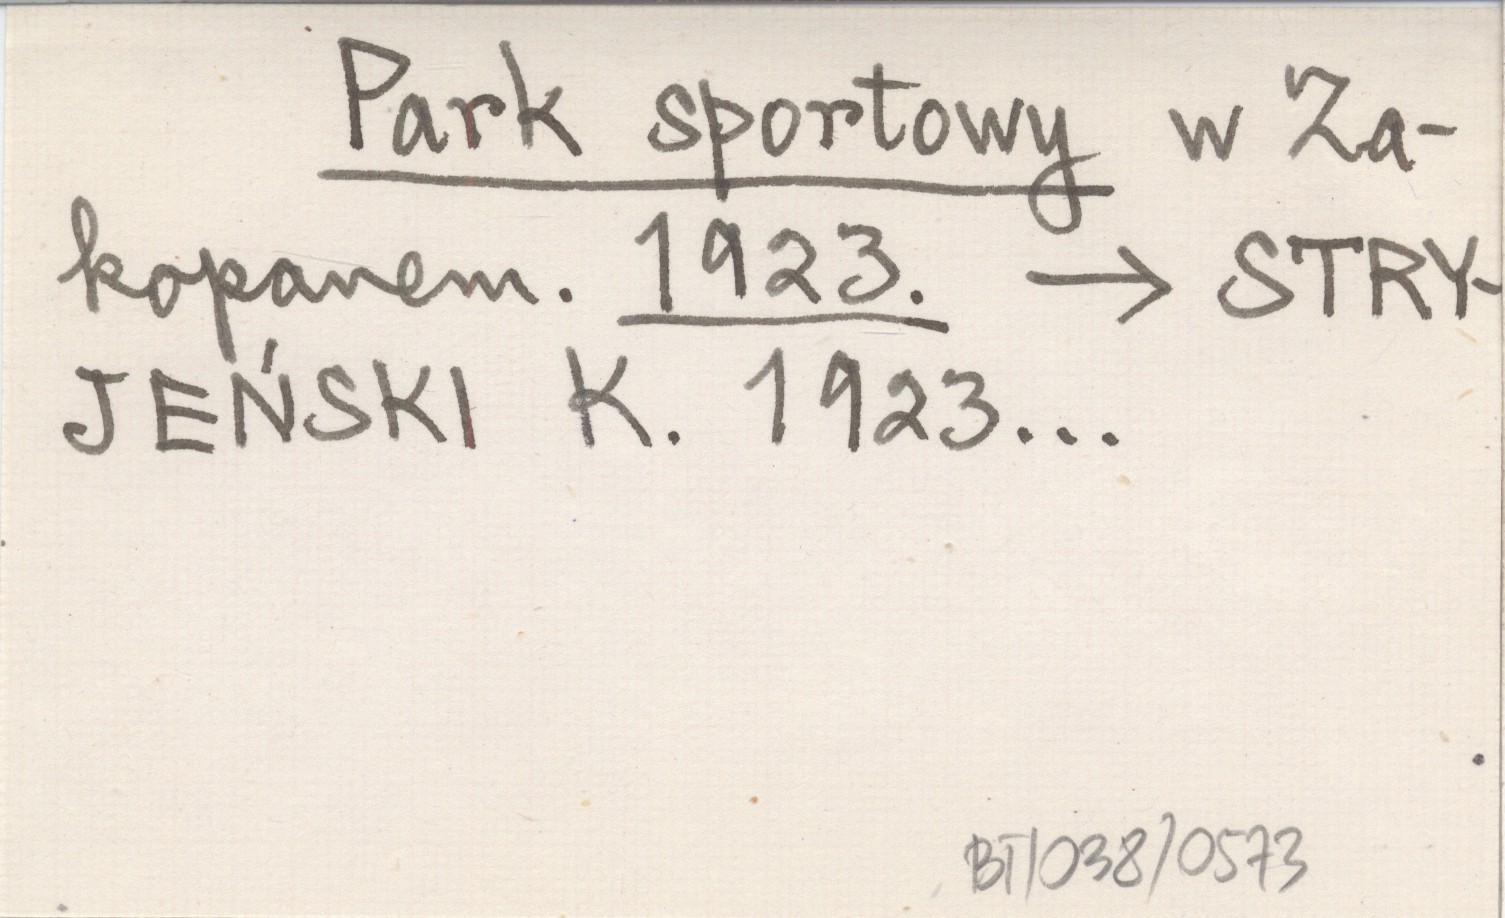 Park sportowy w Za-
kopanem. 1923. → STRY-
JEŃSKI K. 1923...
BT/038/0573